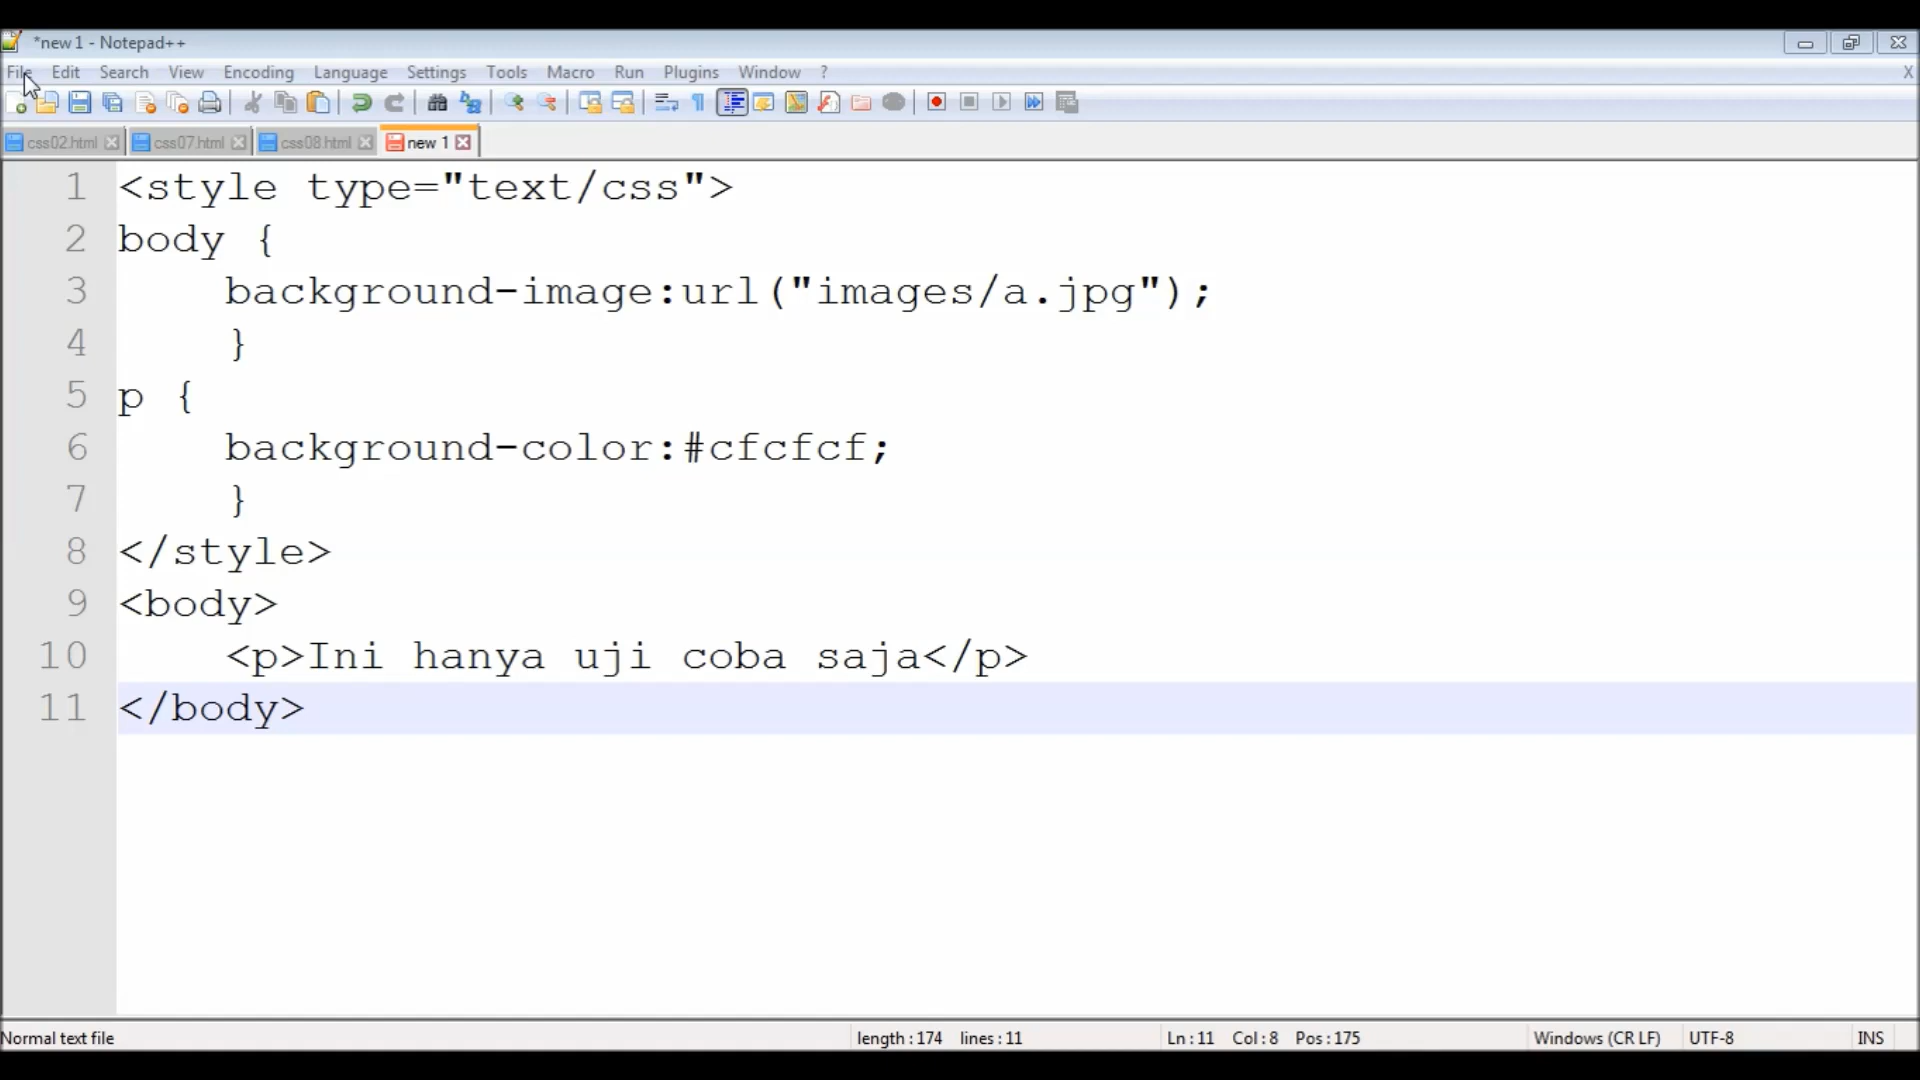 *new 1 - Notepad++
File Edit Search View Encoding Language Settings Tools Macro Run Plugins Window ? X
css02.html css07.html css08.html new 1
1 <style type="text/css">
2 body {
3 background-image:url("images/a.jpg");
4 }
5 p {
6 background-color:#cfcfcf;
7 }
8 </style>
9 <body>
10 <p>Ini hanya uji coba saja</p>
11 </body>
Normal text file length : 174 lines : 11 Ln : 11 Col : 8 Pos : 175 Windows (CR LF) UTF-8 INS